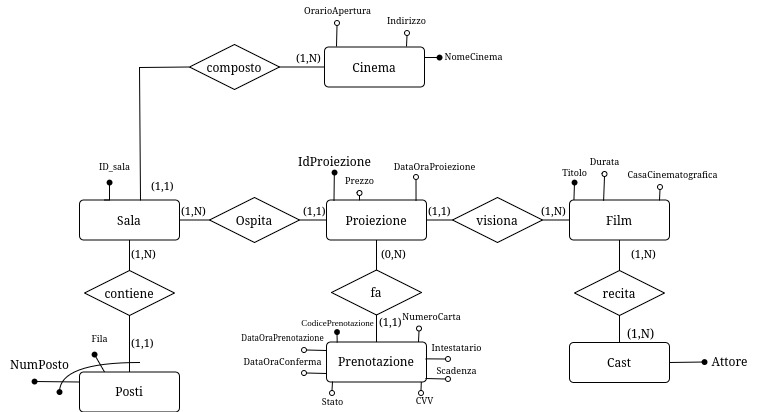 OrarioApertura
Indirizzo
composto
(1,N)
Cinema
NomeCinema
ID_sala
(1,1)
IdProiezione
DataOraProiezione
Prezzo
Titolo
Durata
CasaCinematografica
Sala
(1,N)
Ospita
(1,1)
Proiezione
(1,1)
visiona
(1,N)
Film
(1,N)
(0,N)
(1,N)
contiene
fa
recita
CodicePrenotazione
(1,1)
NumeroCarta
(1,N)
Fila
(1,1)
DataOraPrenotazione
Intestatario
NumPosto
DataOraConferma
Prenotazione
Scadenza
Cast
Attore
Posti
Stato
CVV